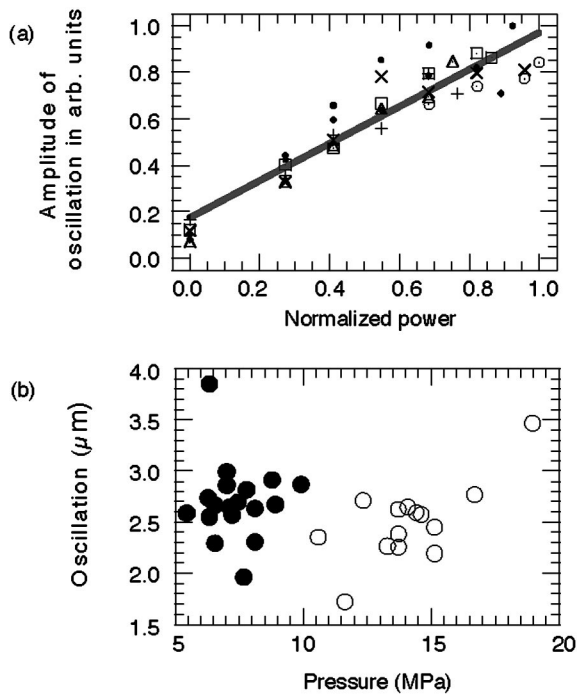 (a)
Amplitude of
oscillation in arb. units
1.0
0.8
0.6
0.4
0.2
0.0
0.0 0.2 0.4 0.6 0.8 1.0
Normalized power
(b)
Oscillation (µm)
4.0
3.5
3.0
2.5
2.0
1.5
5 10 15 20
Pressure (MPa)